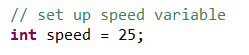 // set up speed variable
int speed = 25;